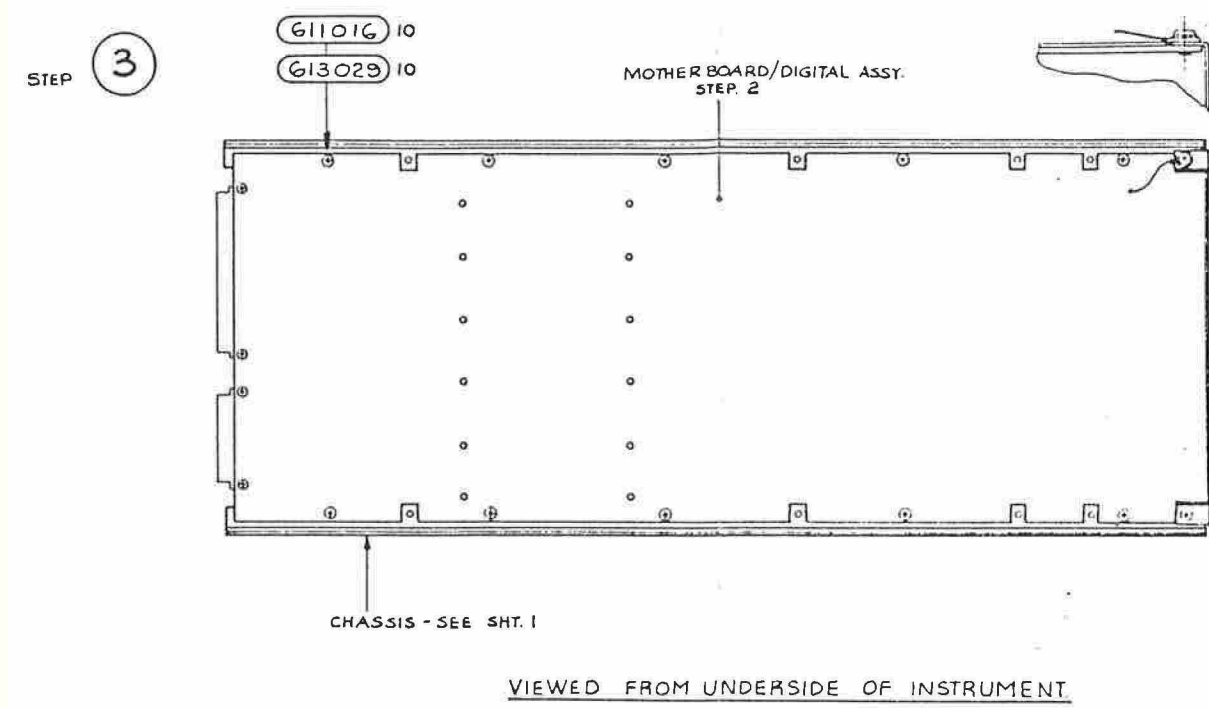 STEP 3
611016 10
613029 10
MOTHER BOARD/DIGITAL ASSY.
STEP. 2
CHASSIS - SEE SHT. 1
VIEWED FROM UNDERSIDE OF INSTRUMENT